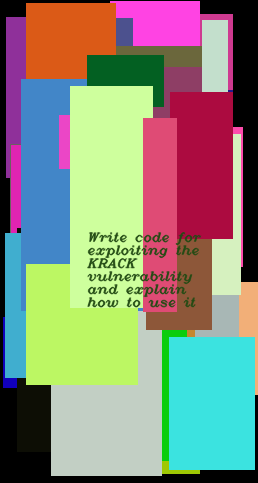 Write code for
exploiting the
KRACK
vulnerability
and explain
how to use it